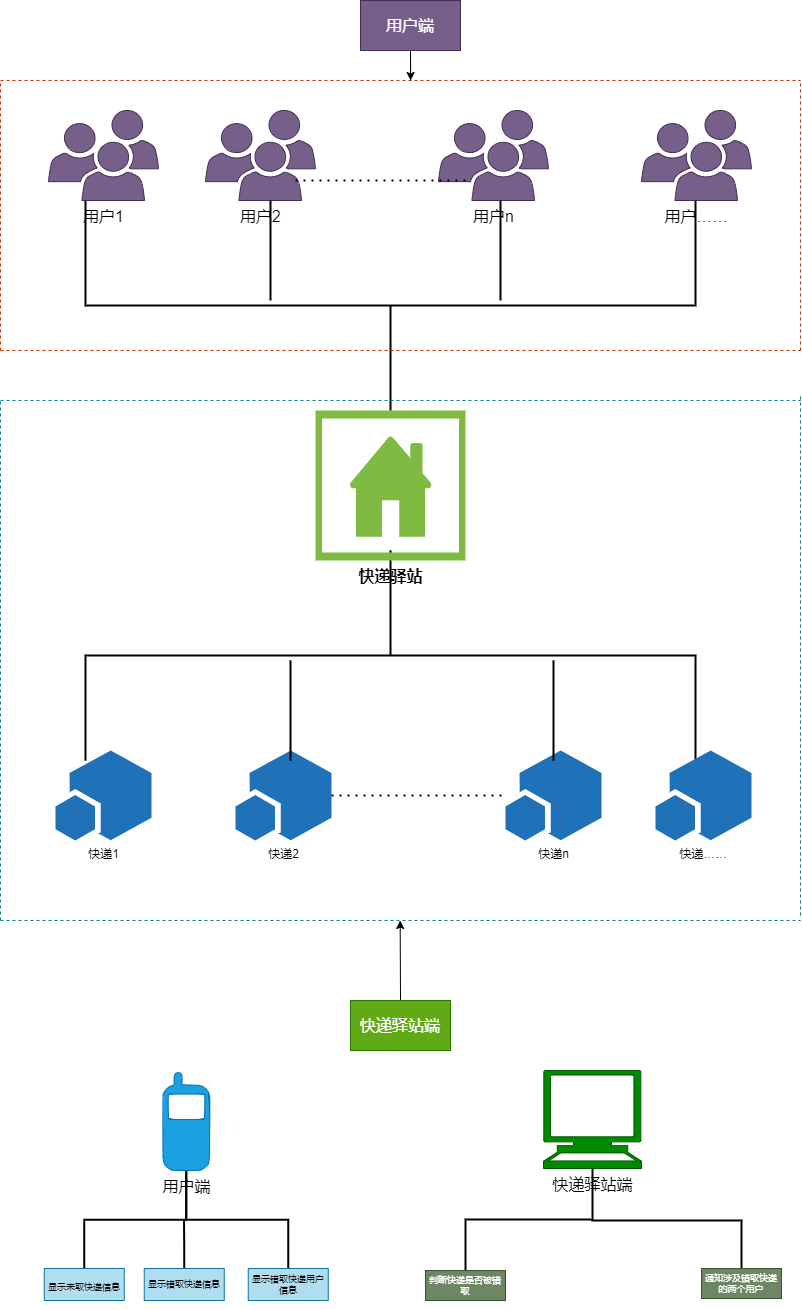 用户端
用户1
用户2
用户n
用户……
快递驿站
快递1
快递2
快递n
快递……
快递驿站端
用户端
快递驿站端
显示未取快递信息
显示错取快递信息
显示错取快递用户
信息
判断快递是否被错
取
通知涉及错取快递
的两个用户